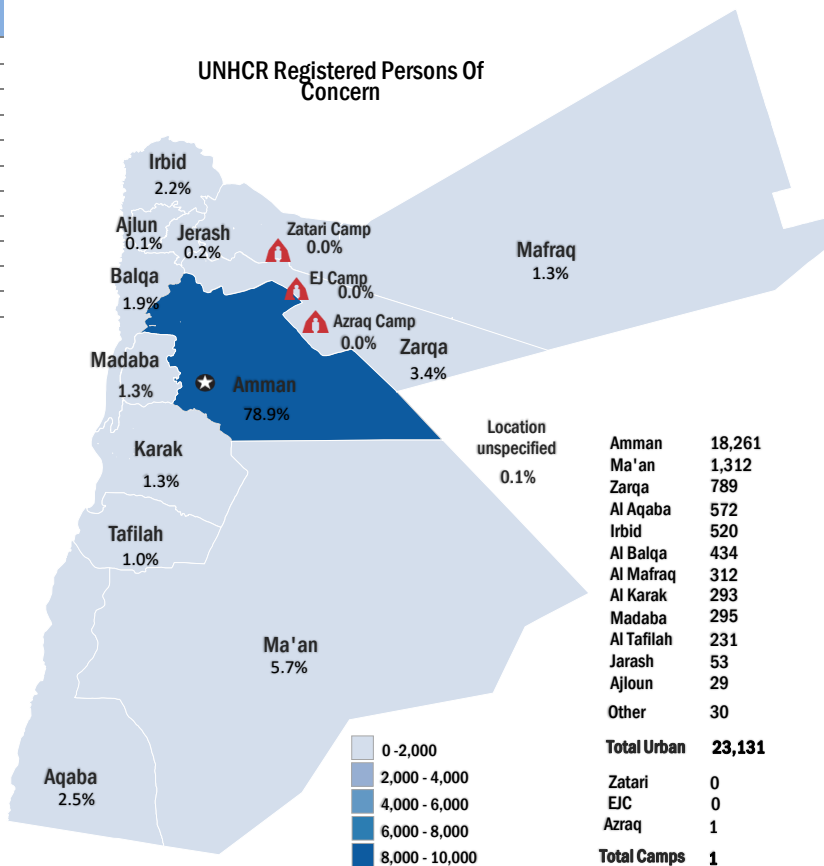 UNHCR Registered Persons Of
Concern
Irbid
2.2%
Ajlun
0.1%
Jerash
0.2%
Zatari Camp
0.0%
Mafraq
1.3%
Balqa
1.9%
EJ Camp
0.0%
Azraq Camp
0.0%
Zarqa
3.4%
Madaba
1.3%
Amman
78.9%
Karak
1.3%
Location
unspecified
0.1%
Tafilah
1.0%
Ma'an
5.7%
Aqaba
2.5%
0 -2,000
2,000 - 4,000
4,000 - 6,000
6,000 - 8,000
8,000 - 10,000
Amman 18,261
Ma'an 1,312
Zarqa 789
Al Aqaba 572
Irbid 520
Al Balqa 434
Al Mafraq 312
Al Karak 293
Madaba 295
Al Tafilah 231
Jarash 53
Ajloun 29
Other 30
Total Urban 23,131
Zatari 0
EJC 0
Azraq 1
Total Camps 1